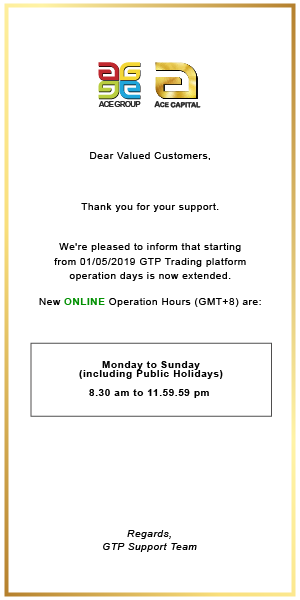 ACE GROUP
ACE CAPITAL
Dear Valued Customers,
Thank you for your support.
We're pleased to inform that starting
from 01/05/2019 GTP Trading platform
operation days is now extended.
New ONLINE Operation Hours (GMT+8) are:
Monday to Sunday
(including Public Holidays)
8.30 am to 11.59.59 pm
Regards,
GTP Support Team